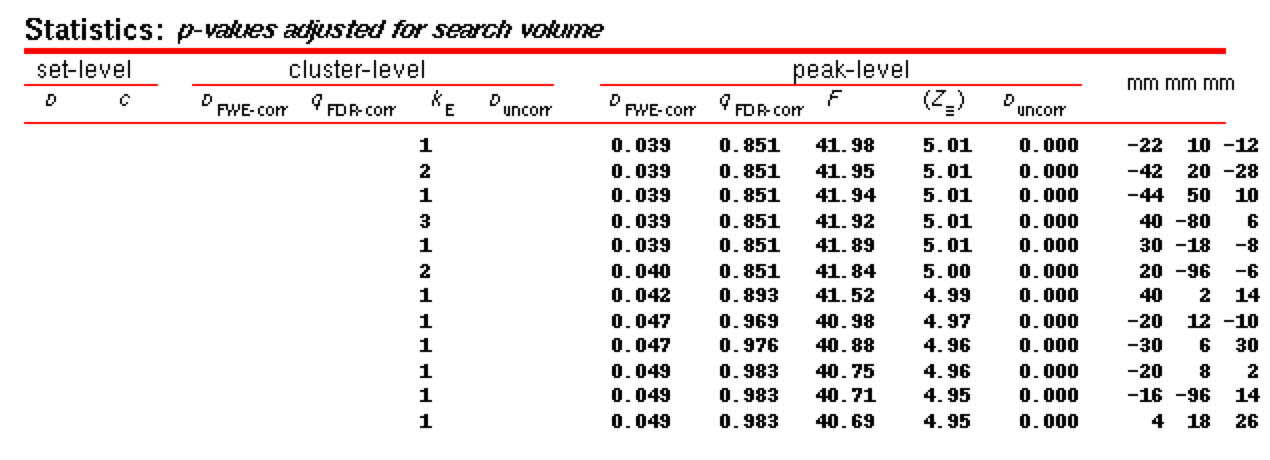 Statistics: p-values adjusted for search volume
set-level cluster-level peak-level mm mm mm
p c p FWE-corr q FDR-corr k E p uncorr p FWE-corr q FDR-corr F (Z≡) p uncorr
1 0.039 0.851 41.98 5.01 0.000 -22 10 -12
2 0.039 0.851 41.95 5.01 0.000 -42 20 -28
1 0.039 0.851 41.94 5.01 0.000 -44 50 10
3 0.039 0.851 41.92 5.01 0.000 40 -80 6
1 0.039 0.851 41.89 5.01 0.000 30 -18 -8
2 0.040 0.851 41.84 5.00 0.000 20 -96 -6
1 0.042 0.893 41.52 4.99 0.000 40 2 14
1 0.047 0.969 40.98 4.97 0.000 -20 12 -10
1 0.047 0.976 40.88 4.96 0.000 -30 6 30
1 0.049 0.983 40.75 4.96 0.000 -20 8 2
1 0.049 0.983 40.71 4.95 0.000 -16 -96 14
1 0.049 0.983 40.69 4.95 0.000 4 18 26